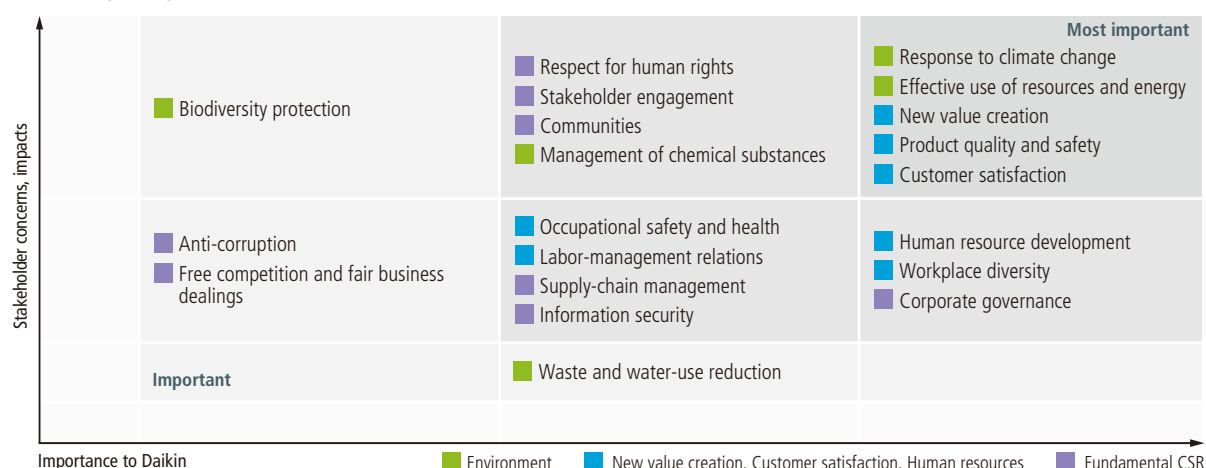 Most important
Response to climate change
Effective use of resources and energy
New value creation
Product quality and safety
Customer satisfaction
Respect for human rights
Stakeholder engagement
Communities
Management of chemical substances
Biodiversity protection
Stakeholder concerns, impacts
Anti-corruption
Free competition and fair business
dealings
Occupational safety and health
Labor-management relations
Supply-chain management
Information security
Human resource development
Workplace diversity
Corporate governance
Important
Waste and water-use reduction
Importance to Daikin
Environment
New value creation, Customer satisfaction, Human resources
Fundamental CSR